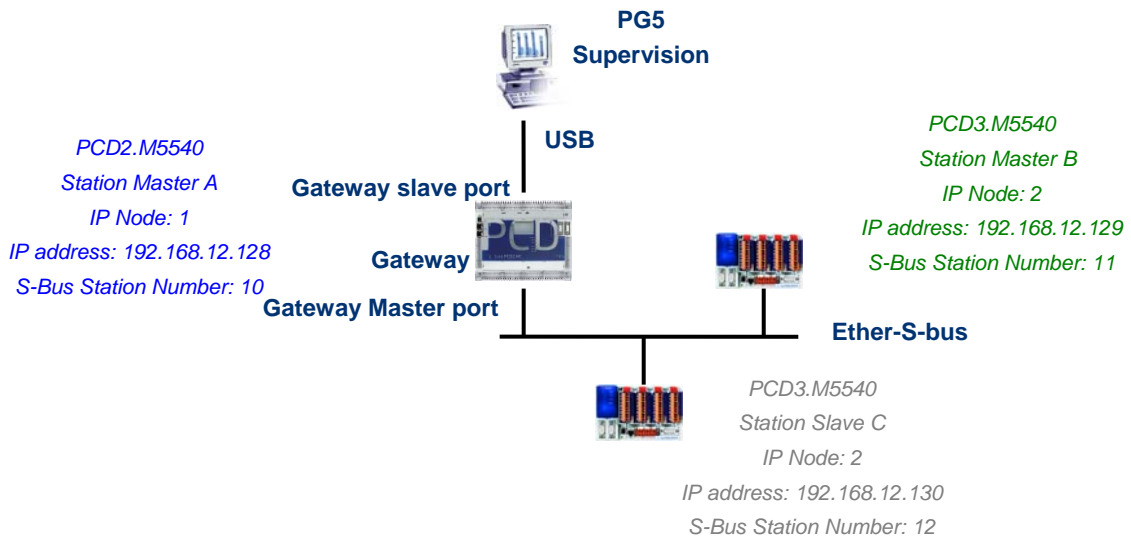 PG5
Supervision
USB
PCD2.M5540
Station Master A
IP Node: 1
IP address: 192.168.12.128
S-Bus Station Number: 10
Gateway slave port
PCD
Gateway
Gateway Master port
PCD3.M5540
Station Master B
IP Node: 2
IP address: 192.168.12.129
S-Bus Station Number: 11
Ether-S-bus
PCD3.M5540
Station Slave C
IP Node: 2
IP address: 192.168.12.130
S-Bus Station Number: 12